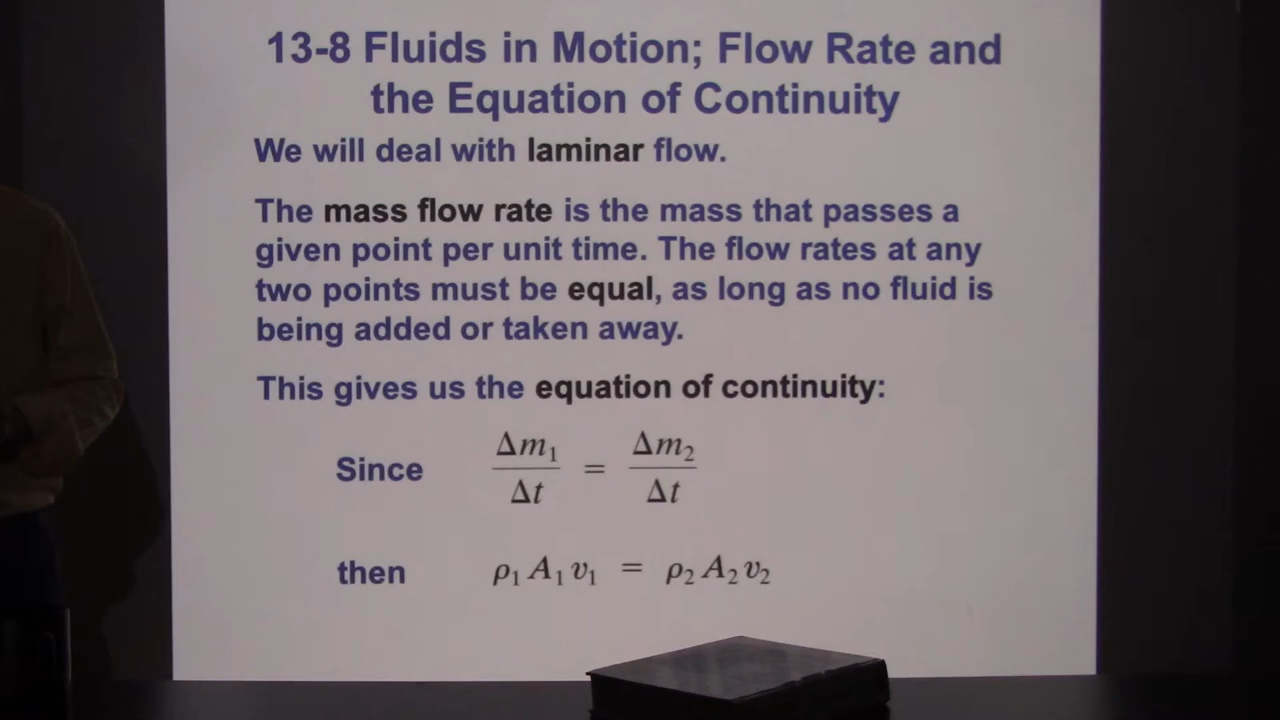 13-8 Fluids in Motion; Flow Rate and
the Equation of Continuity
We will deal with laminar flow.
The mass flow rate is the mass that passes a
given point per unit time. The flow rates at any
two points must be equal, as long as no fluid is
being added or taken away.
This gives us the equation of continuity:
Since Δm₁/Δt = Δm₂/Δt
then ρ₁A₁v₁ = ρ₂A₂v₂